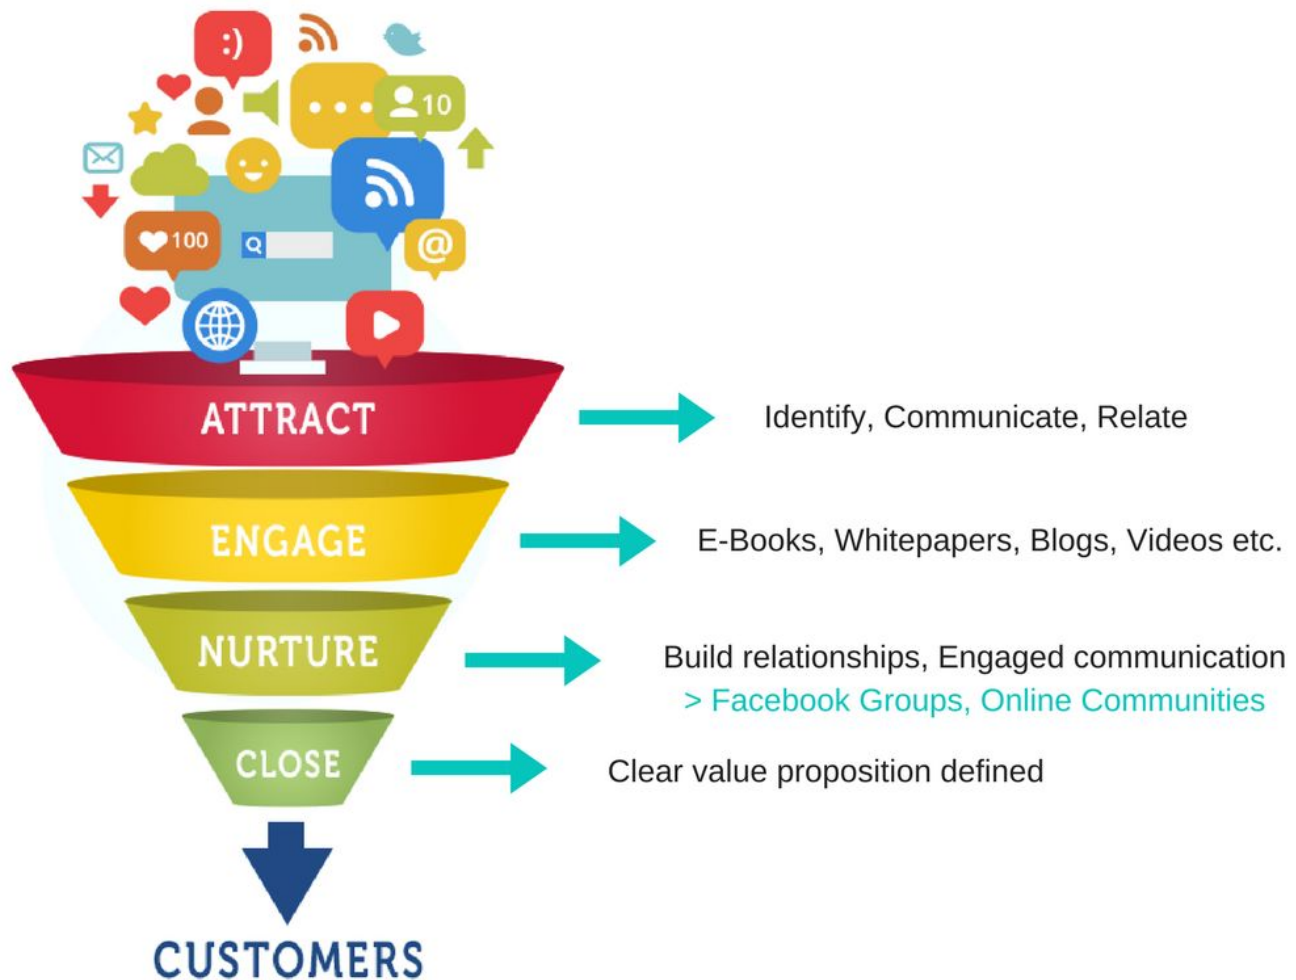 :)
10
100
@
ATTRACT
Identify, Communicate, Relate
ENGAGE
E-Books, Whitepapers, Blogs, Videos etc.
NURTURE
Build relationships, Engaged communication
> Facebook Groups, Online Communities
CLOSE
Clear value proposition defined
CUSTOMERS